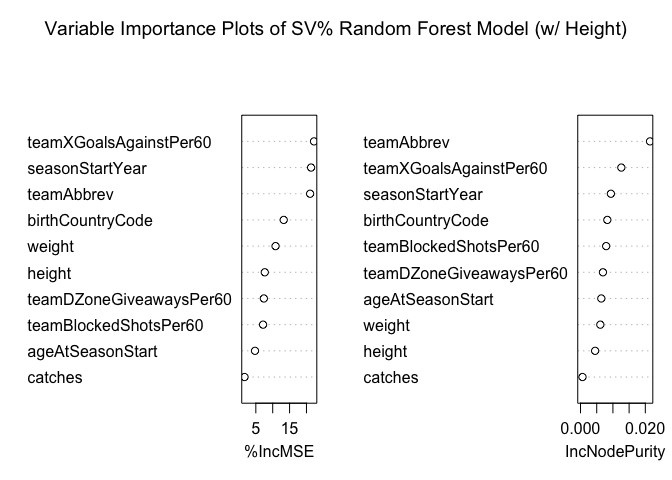 Variable Importance Plots of SV% Random Forest Model (w/ Height)
teamXGoalsAgainstPer60
seasonStartYear
teamAbbrev
birthCountryCode
weight
height
teamDZoneGiveawaysPer60
teamBlockedShotsPer60
ageAtSeasonStart
catches
5 15
%IncMSE
teamAbbrev
teamXGoalsAgainstPer60
seasonStartYear
birthCountryCode
teamBlockedShotsPer60
teamDZoneGiveawaysPer60
ageAtSeasonStart
weight
height
catches
0.000 0.020
IncNodePurity